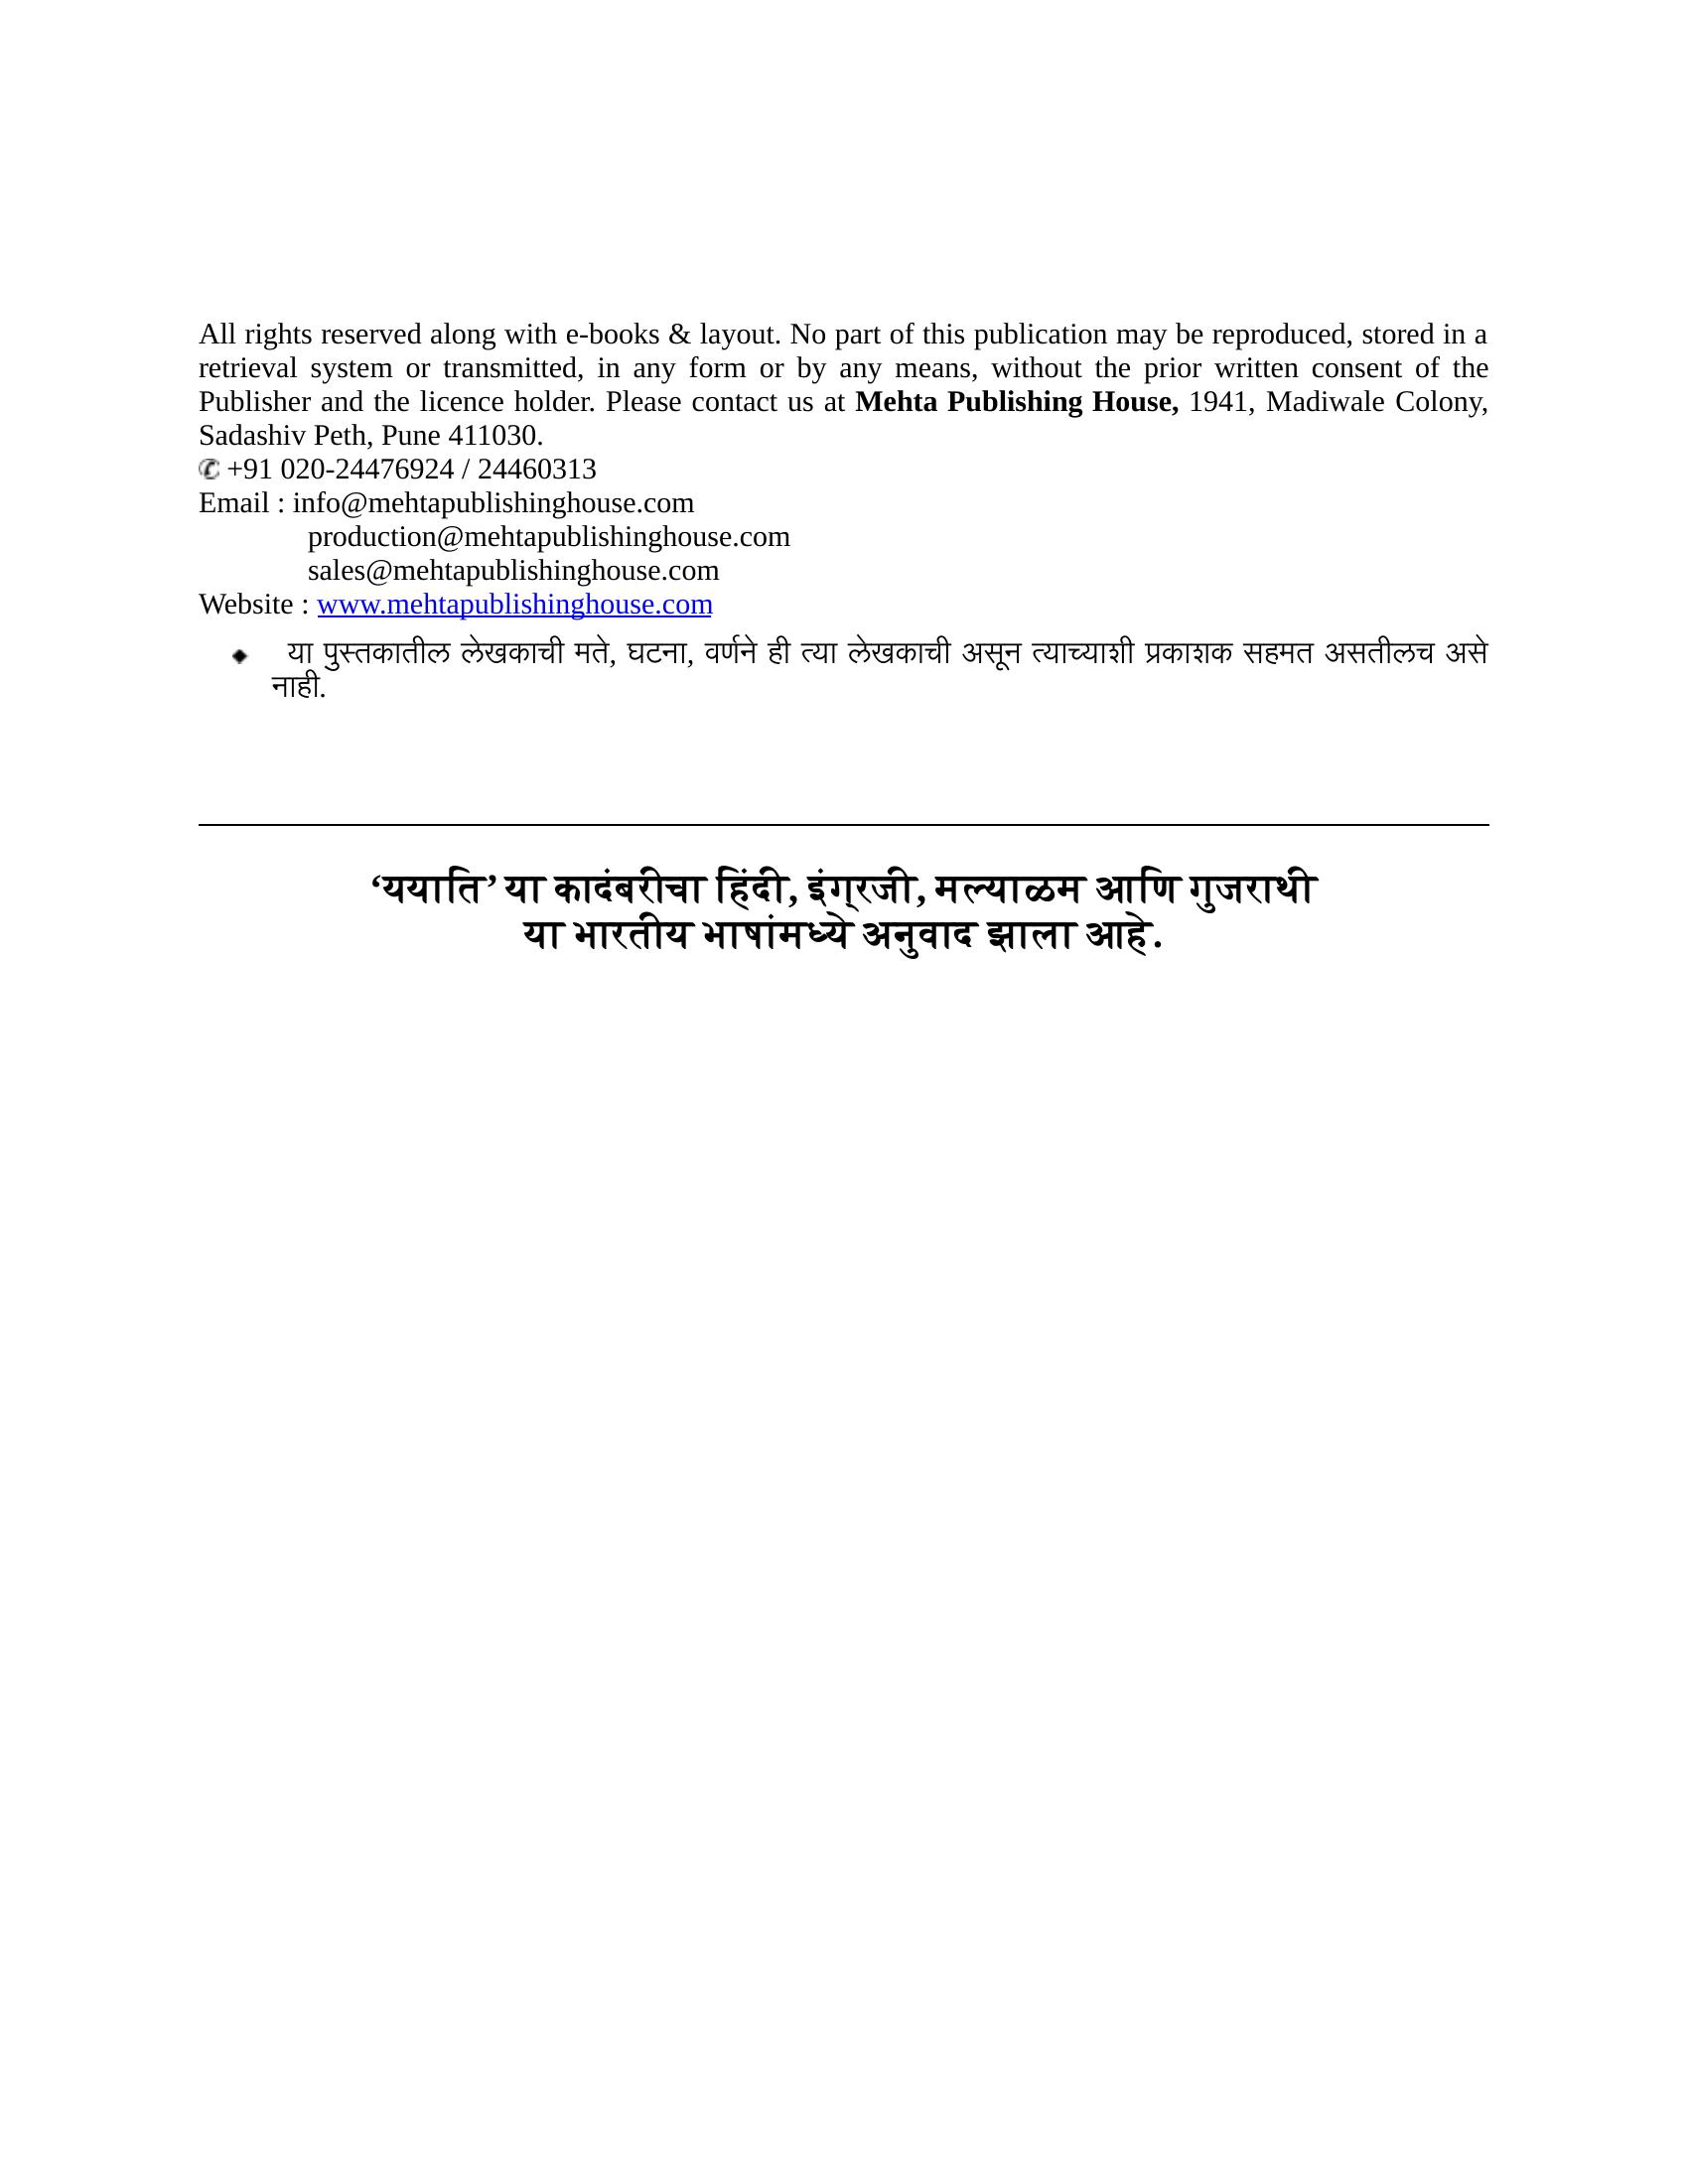 All rights reserved along with e-books & layout. No part of this publication may be reproduced, stored in a
retrieval system or transmitted, in any form or by any means, without the prior written consent of the
Publisher and the licence holder. Please contact us at Mehta Publishing House, 1941, Madiwale Colony,
Sadashiv Peth, Pune 411030.
✆ +91 020-24476924 / 24460313
Email : info@mehtapublishinghouse.com
production@mehtapublishinghouse.com
sales@mehtapublishinghouse.com
Website : www.mehtapublishinghouse.com
◆ या पुस्तकातील लेखकाची मते, घटना, वर्णने ही त्या लेखकाची असून त्याच्याशी प्रकाशक सहमत असतीलच असे
नाही.
‘ययाति’ या कादंबरीचा हिंदी, इंग्‌रजी, मल्याळम आणि गुजराथी
या भारतीय भाषांमध्ये अनुवाद झाला आहे.